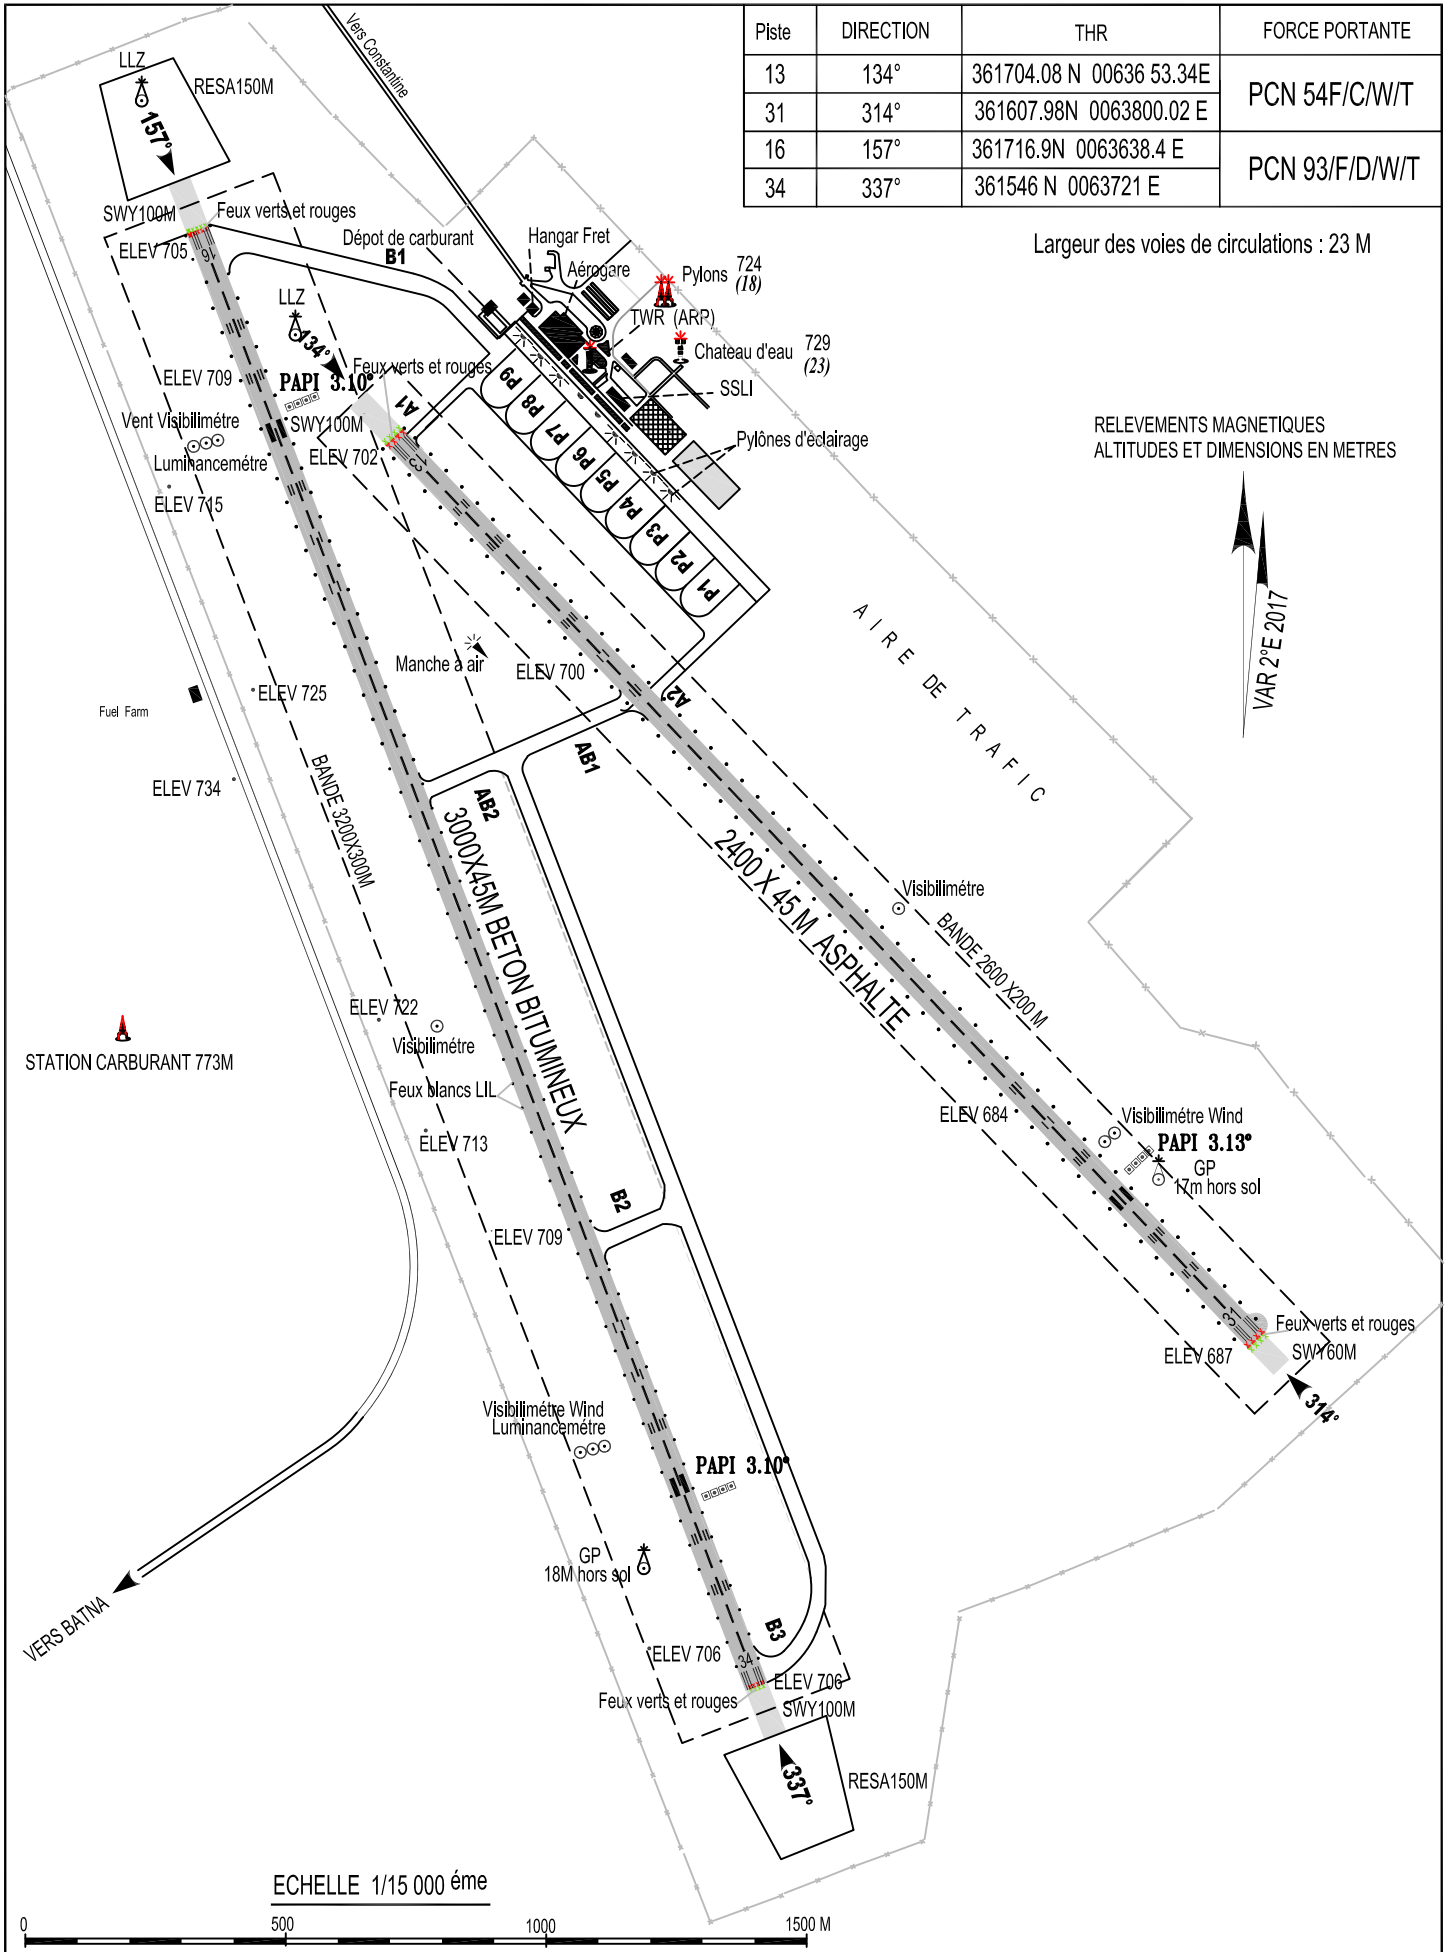 Piste DIRECTION THR FORCE PORTANTE
13 134° 361704.08 N 00636 53.34E PCN 54F/C/W/T
31 314° 361607.98N 0063800.02 E
16 157° 361716.9N 0063638.4 E PCN 93/F/D/W/T
34 337° 361546 N 0063721 E
Largeur des voies de circulations : 23 M
RELEVEMENTS MAGNETIQUES
ALTITUDES ET DIMENSIONS EN METRES
VAR 2°E 2017
Vers Constantine
LLZ
RESA150M
157°
SWY100M
Feux verts et rouges
ELEV 705
16
Dépot de carburant
B1
Hangar Fret
Aérogare
Pylons 724
(18)
TWR (ARP)
Chateau d'eau 729
(23)
SSLI
Pylônes d'éclairage
LLZ
134°
Feux verts et rouges
ELEV 709
PAPI 3.10°
SWY100M
A1
ELEV 702
13
Vent Visibilimétre
Luminancemétre
ELEV 715
P9
P8
P7
P6
P5
P4
P3
P2
P1
AIRE DE TRAFIC
Manche à air
ELEV 700
A2
ELEV 725
Fuel Farm
AB1
ELEV 734
AB2
BANDE 3200X300M
3000X45M BETON BITUMINEUX
2400 X 45 M ASPHALTE
Visibilimétre
BANDE 2600 X200 M
ELEV 722
Visibilimétre
STATION CARBURANT 773M
Feux blancs LIL
ELEV 713
ELEV 684
Visibilimétre Wind
PAPI 3.13°
GP
17m hors sol
B2
ELEV 709
31
Feux verts et rouges
ELEV 687
SWY60M
314°
Visibilimétre Wind
Luminancemétre
PAPI 3.10°
GP
18M hors sol
VERS BATNA
B3
ELEV 706
34
ELEV 706
Feux verts et rouges
SWY100M
337°
RESA150M
ECHELLE 1/15 000 éme
0 500 1000 1500 M